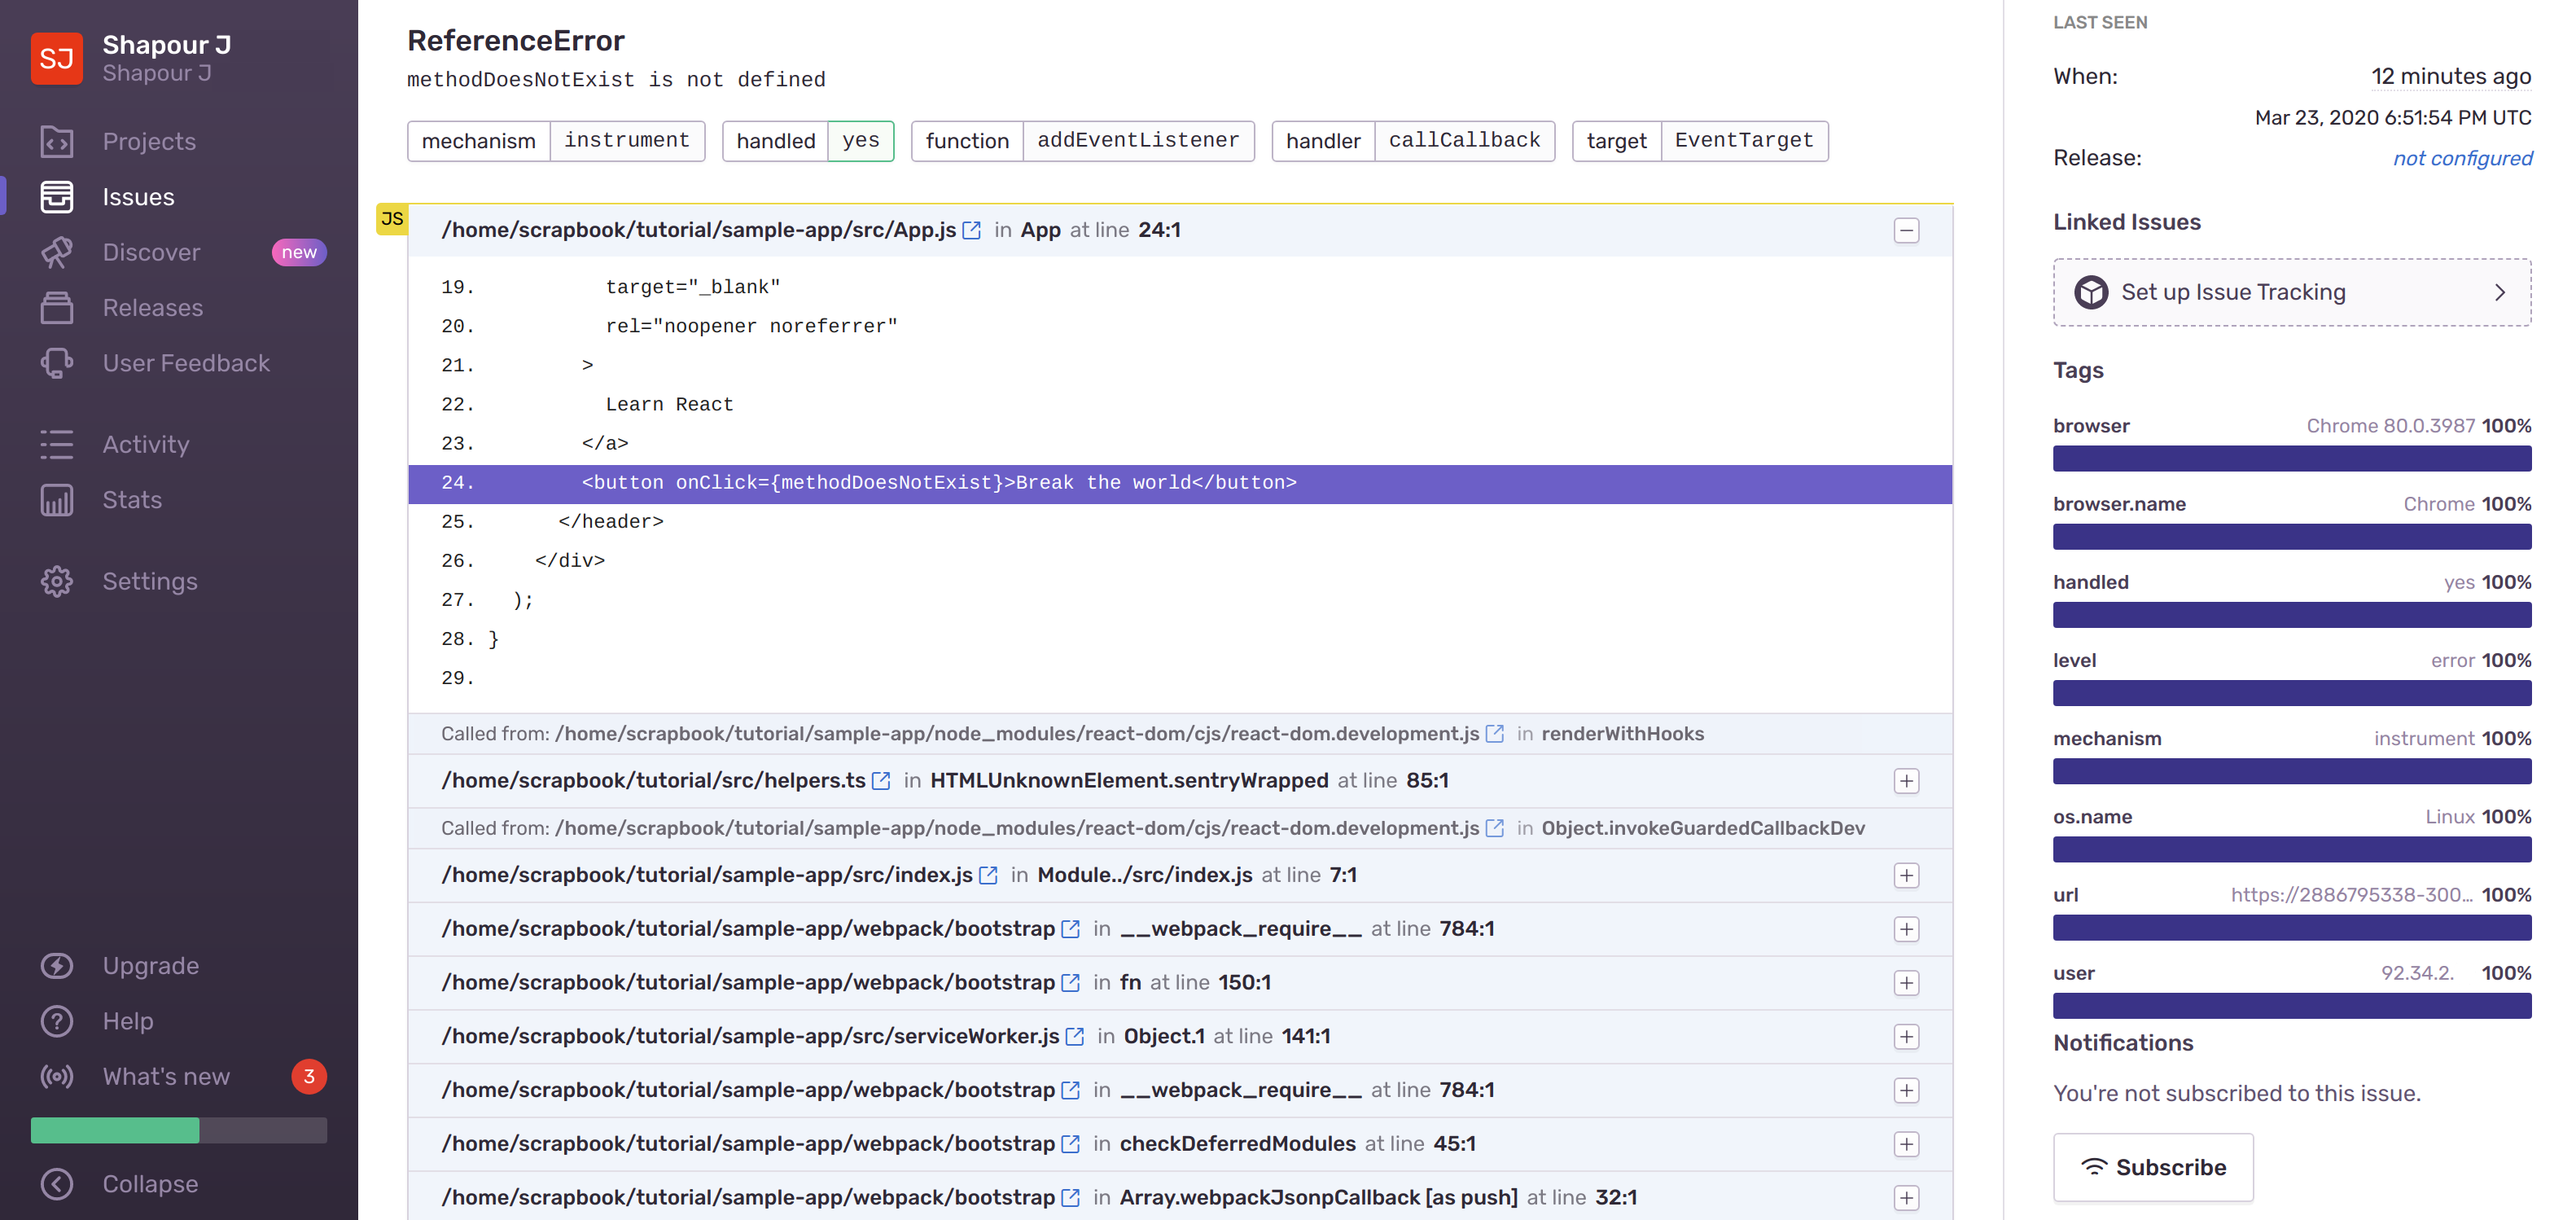 SJ
Shapour J
Shapour J
Projects
Issues
Discover new
Releases
User Feedback
Activity
Stats
Settings
Upgrade
Help
What's new 3
Collapse
ReferenceError
methodDoesNotExist is not defined
mechanism instrument handled yes function addEventListener handler callCallback target EventTarget
JS
/home/scrapbook/tutorial/sample-app/src/App.js in App at line 24:1
19. target="_blank"
20. rel="noopener noreferrer"
21. >
22. Learn React
23. </a>
24. <button onClick={methodDoesNotExist}>Break the world</button>
25. </header>
26. </div>
27. );
28. }
29.
Called from: /home/scrapbook/tutorial/sample-app/node_modules/react-dom/cjs/react-dom.development.js in renderWithHooks
/home/scrapbook/tutorial/src/helpers.ts in HTMLUnknownElement.sentryWrapped at line 85:1
Called from: /home/scrapbook/tutorial/sample-app/node_modules/react-dom/cjs/react-dom.development.js in Object.invokeGuardedCallbackDev
/home/scrapbook/tutorial/sample-app/src/index.js in Module../src/index.js at line 7:1
/home/scrapbook/tutorial/sample-app/webpack/bootstrap in __webpack_require__ at line 784:1
/home/scrapbook/tutorial/sample-app/webpack/bootstrap in fn at line 150:1
/home/scrapbook/tutorial/sample-app/src/serviceWorker.js in Object.1 at line 141:1
/home/scrapbook/tutorial/sample-app/webpack/bootstrap in __webpack_require__ at line 784:1
/home/scrapbook/tutorial/sample-app/webpack/bootstrap in checkDeferredModules at line 45:1
/home/scrapbook/tutorial/sample-app/webpack/bootstrap in Array.webpackJsonpCallback [as push] at line 32:1
LAST SEEN
When: 12 minutes ago
Mar 23, 2020 6:51:54 PM UTC
Release: not configured
Linked Issues
Set up Issue Tracking
Tags
browser Chrome 80.0.3987 100%
browser.name Chrome 100%
handled yes 100%
level error 100%
mechanism instrument 100%
os.name Linux 100%
url https://2886795338-300... 100%
user 92.34.2. 100%
Notifications
You're not subscribed to this issue.
Subscribe